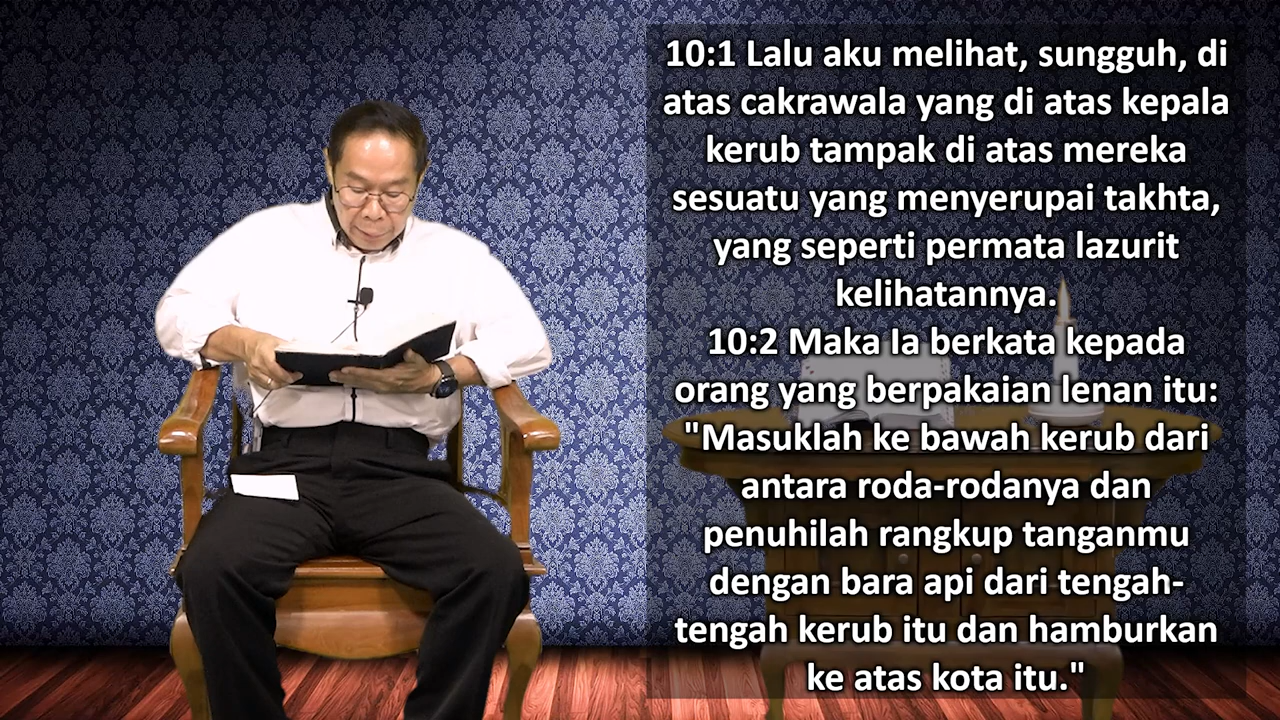 10:1 Lalu aku melihat, sungguh, di
atas cakrawala yang di atas kepala
kerub tampak di atas mereka
sesuatu yang menyerupai takhta,
yang seperti permata lazurit
kelihatannya.
10:2 Maka Ia berkata kepada
orang yang berpakaian lenan itu:
"Masuklah ke bawah kerub dari
antara roda-rodanya dan
penuhilah rangkup tanganmu
dengan bara api dari tengah-
tengah kerub itu dan hamburkan
ke atas kota itu."